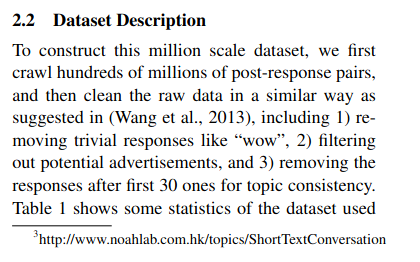 2.2 Dataset Description
To construct this million scale dataset, we first
crawl hundreds of millions of post-response pairs,
and then clean the raw data in a similar way as
suggested in (Wang et al., 2013), including 1) re-
moving trivial responses like “wow”, 2) filtering
out potential advertisements, and 3) removing the
responses after first 30 ones for topic consistency.
Table 1 shows some statistics of the dataset used
3http://www.noahlab.com.hk/topics/ShortTextConversation